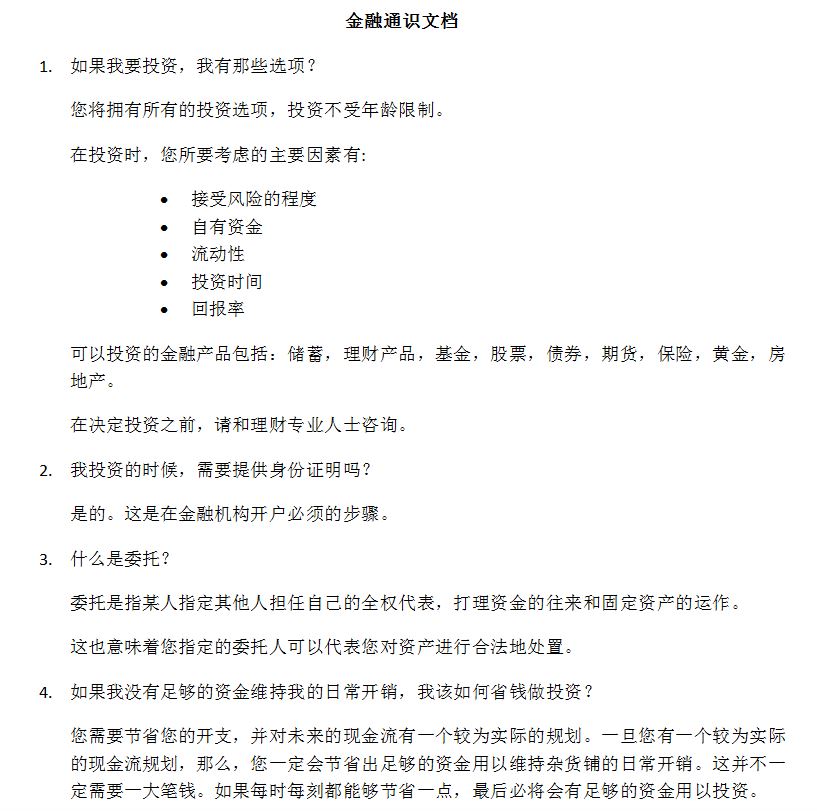 金融通识文档
1. 如果我要投资，我有那些选项？
您将拥有所有的投资选项，投资不受年龄限制。
在投资时，您所要考虑的主要因素有:
• 接受风险的程度
• 自有资金
• 流动性
• 投资时间
• 回报率
可以投资的金融产品包括：储蓄，理财产品，基金，股票，债券，期货，保险，黄金，房
地产。
在决定投资之前，请和理财专业人士咨询。
2. 我投资的时候，需要提供身份证明吗？
是的。这是在金融机构开户必须的步骤。
3. 什么是委托？
委托是指某人指定其他人担任自己的全权代表，打理资金的往来和固定资产的运作。
这也意味着您指定的委托人可以代表您对资产进行合法地处置。
4. 如果我没有足够的资金维持我的日常开销，我该如何省钱做投资？
您需要节省您的开支，并对未来的现金流有一个较为实际的规划。一旦您有一个较为实际
的现金流规划，那么，您一定会节省出足够的资金用以维持杂货铺的日常开销。这并不一
定需要一大笔钱。如果每时每刻都能够节省一点，最后必将会有足够的资金用以投资。